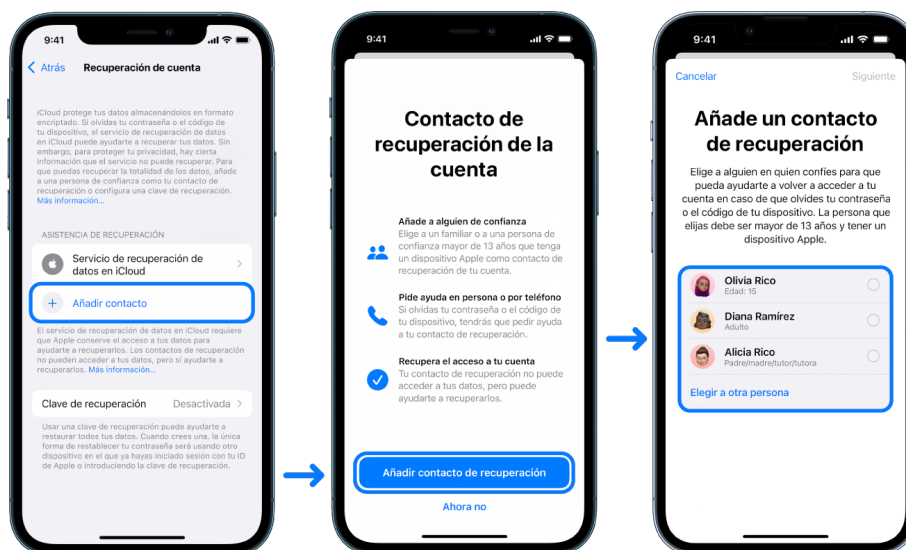 9:41
Atrás
Recuperación de cuenta
iCloud protege tus datos almacenándolos en formato
encriptado. Si olvidas tu contraseña o el código de
tu dispositivo, el servicio de recuperación de datos
en iCloud puede ayudarte a recuperar tus datos. Sin
embargo, para proteger tu privacidad, hay cierta
información que el servicio no puede recuperar. Para
que puedas recuperar la totalidad de los datos, añade
a una persona de confianza como tu contacto de
recuperación o configura una clave de recuperación.
Más información...
ASISTENCIA DE RECUPERACIÓN
Servicio de recuperación de
datos en iCloud
Añadir contacto
El servicio de recuperación de datos en iCloud requiere
que Apple conserve el acceso a tus datos para
ayudarte a recuperarlos. Los contactos de recuperación
no pueden acceder a tus datos, pero sí ayudarte a
recuperarlos. Más información...
Clave de recuperación Desactivada
Usar una clave de recuperación puede ayudarte a
restaurar todos tus datos. Cuando crees una, la única
forma de restablecer tu contraseña será usando otro
dispositivo en el que ya hayas iniciado sesión con tu ID
de Apple o introduciendo la clave de recuperación.
9:41
Contacto de
recuperación de la
cuenta
Añade a alguien de confianza
Elige a un familiar o a una persona de
confianza mayor de 13 años que tenga
un dispositivo Apple como contacto de
recuperación de tu cuenta.
Pide ayuda en persona o por teléfono
Si olvidas tu contraseña o el código de
tu dispositivo, tendrás que pedir ayuda
a tu contacto de recuperación.
Recupera el acceso a tu cuenta
Tu contacto de recuperación no puede
acceder a tus datos, pero puede
ayudarte a recuperarlos.
Añadir contacto de recuperación
Ahora no
9:41
Cancelar
Siguiente
Añade un contacto
de recuperación
Elige a alguien en quien confíes para que
pueda ayudarte a volver a acceder a tu
cuenta en caso de que olvides tu contraseña
o el código de tu dispositivo. La persona que
elijas debe ser mayor de 13 años y tener un
dispositivo Apple.
Olivia Rico
Edad: 15
Diana Ramírez
Adulto
Alicia Rico
Padre/madre/tutor/tutora
Elegir a otra persona